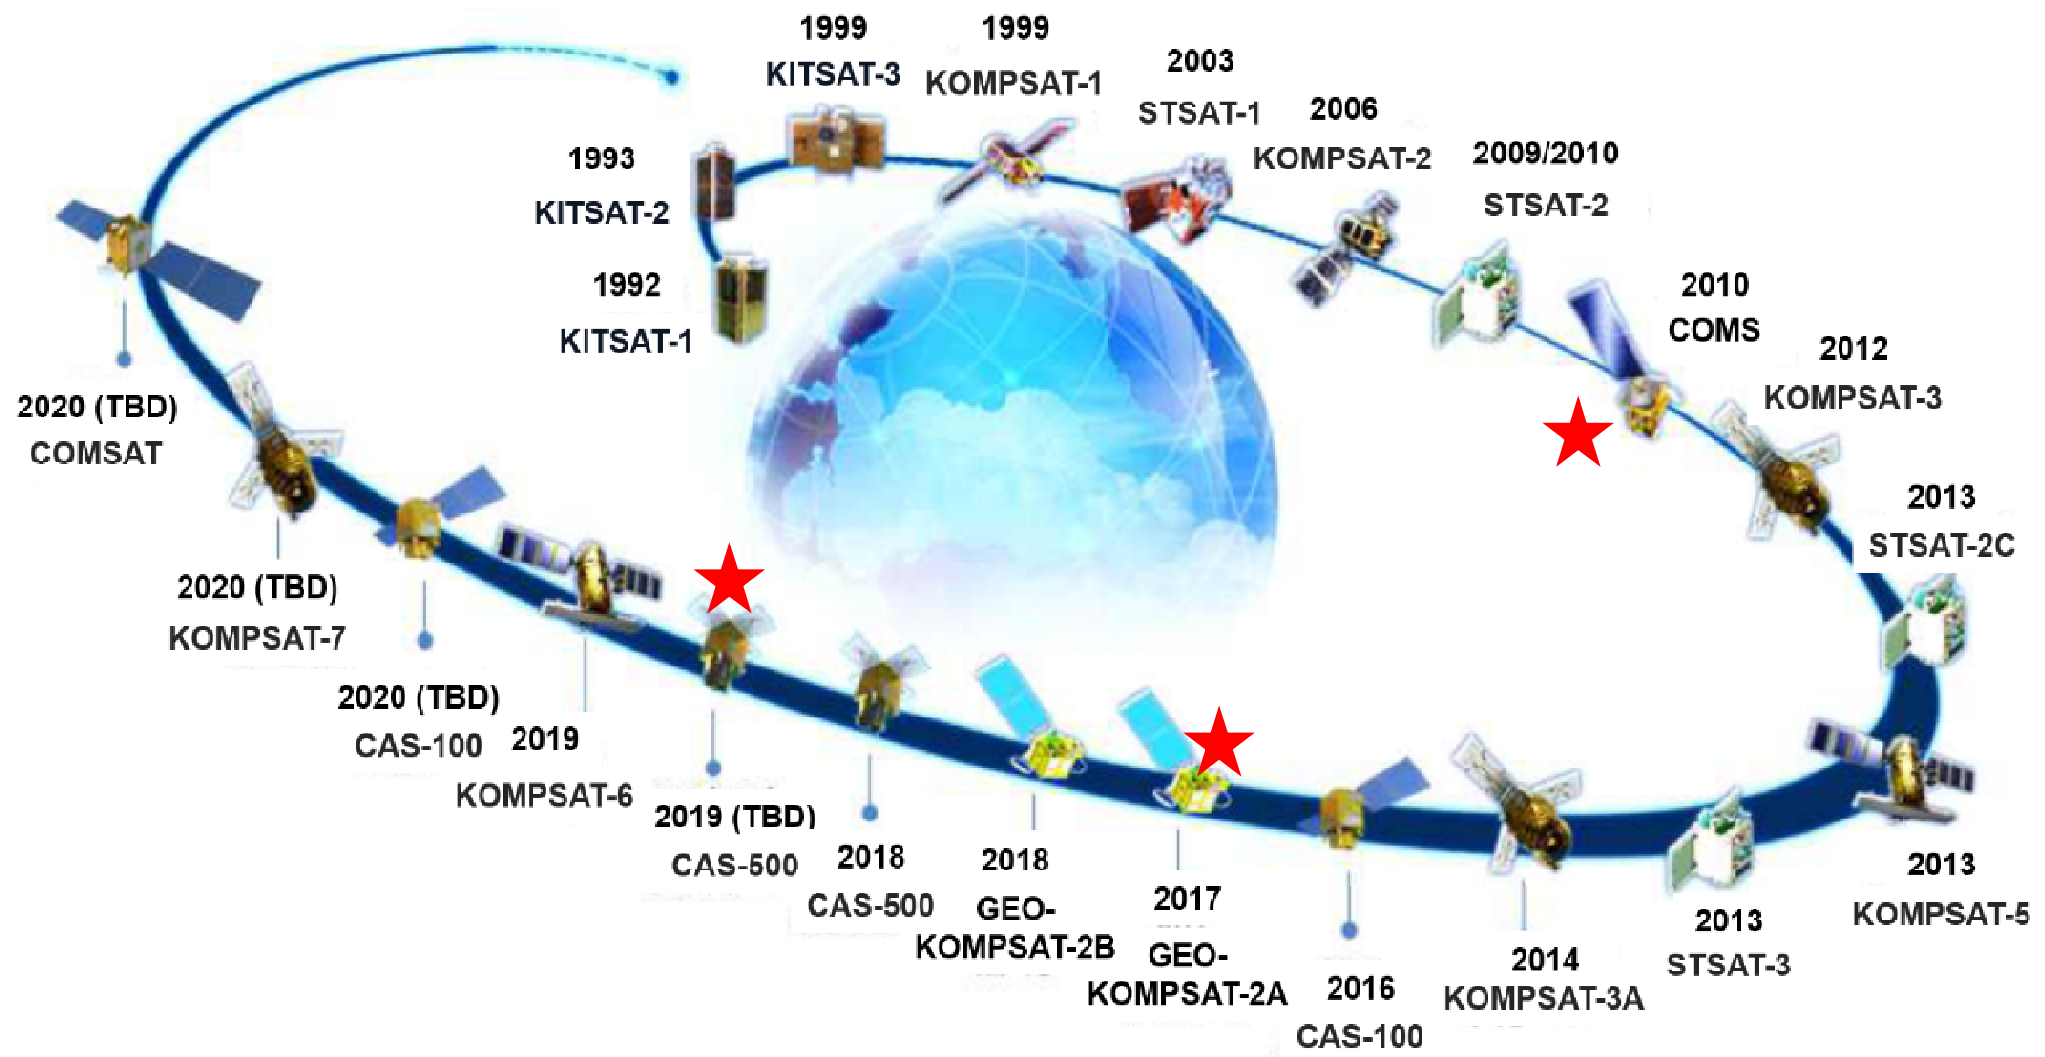 1992
KITSAT-1
1993
KITSAT-2
1999
KITSAT-3
1999
KOMPSAT-1
2003
STSAT-1
2006
KOMPSAT-2
2009/2010
STSAT-2
2010
COMS
2012
KOMPSAT-3
2013
STSAT-2C
2013
KOMPSAT-5
2013
STSAT-3
2014
KOMPSAT-3A
2016
CAS-100
2017
GEO-
KOMPSAT-2A
2018
GEO-
KOMPSAT-2B
2018
CAS-500
2019 (TBD)
CAS-500
2019
KOMPSAT-6
2020 (TBD)
CAS-100
2020 (TBD)
KOMPSAT-7
2020 (TBD)
COMSAT